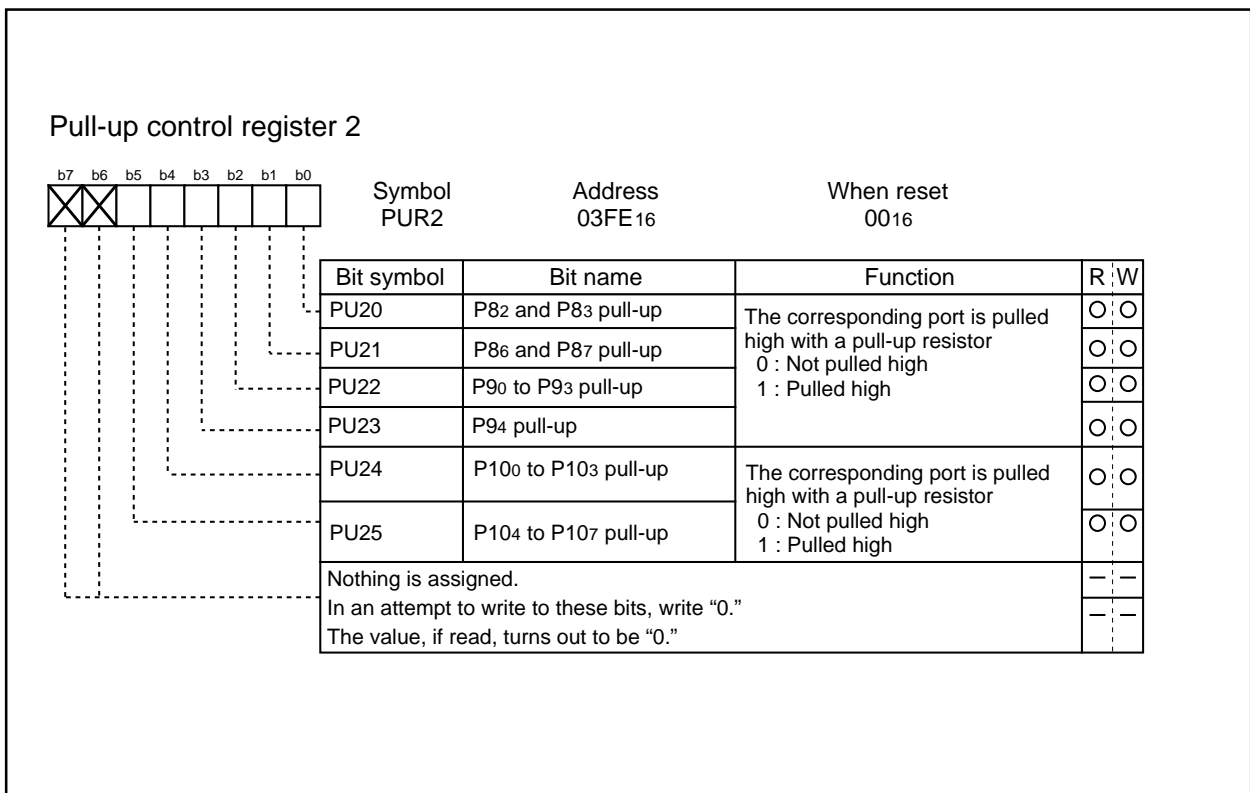 Pull-up control register 2
b7 b6 b5 b4 b3 b2 b1 b0
Symbol Address When reset
PUR2 03FE16 0016
Bit symbol Bit name Function R W
PU20 P82 and P83 pull-up The corresponding port is pulled
high with a pull-up resistor
0 : Not pulled high
1 : Pulled high
PU21 P86 and P87 pull-up
PU22 P90 to P93 pull-up
PU23 P94 pull-up
PU24 P100 to P103 pull-up The corresponding port is pulled
high with a pull-up resistor
0 : Not pulled high
1 : Pulled high
PU25 P104 to P107 pull-up
Nothing is assigned.
In an attempt to write to these bits, write “0.”
The value, if read, turns out to be “0.”